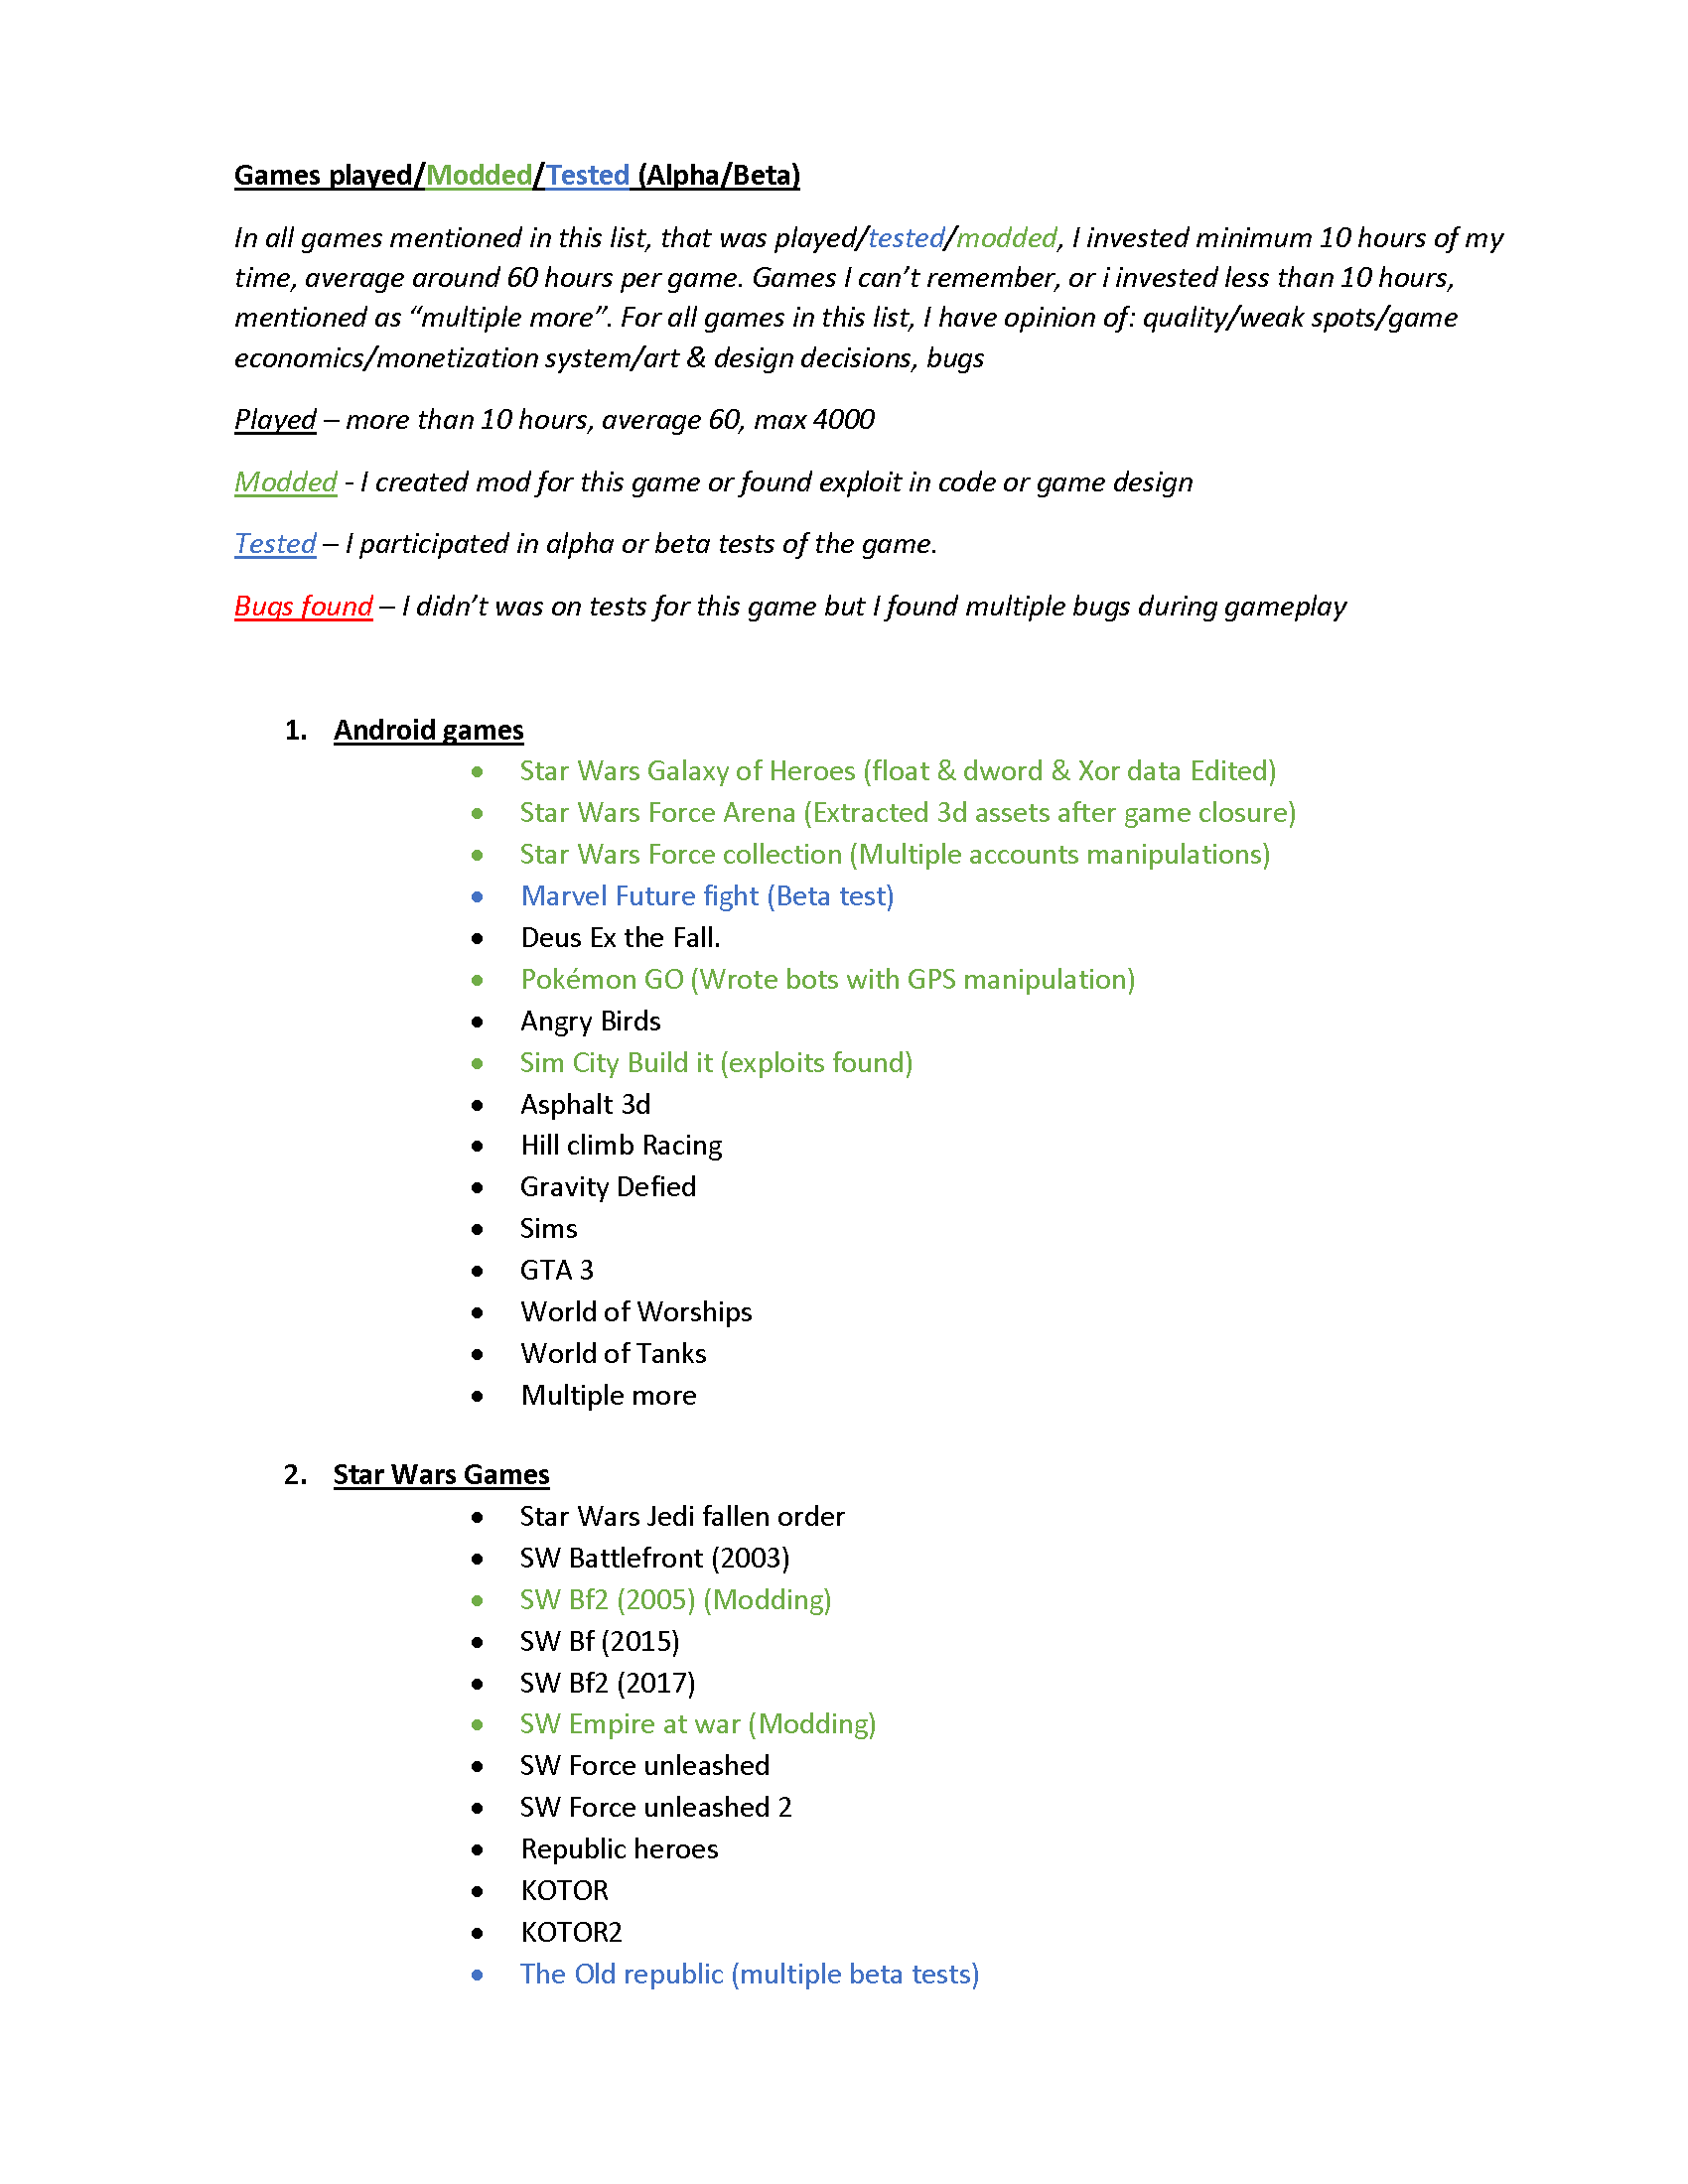 Games played/Modded/Tested (Alpha/Beta)
In all games mentioned in this list, that was played/tested/modded, I invested minimum 10 hours of my
time, average around 60 hours per game. Games I can’t remember, or i invested less than 10 hours,
mentioned as “multiple more”. For all games in this list, I have opinion of: quality/weak spots/game
economics/monetization system/art & design decisions, bugs
Played – more than 10 hours, average 60, max 4000
Modded - I created mod for this game or found exploit in code or game design
Tested – I participated in alpha or beta tests of the game.
Bugs found – I didn’t was on tests for this game but I found multiple bugs during gameplay
1. Android games
• Star Wars Galaxy of Heroes (float & dword & Xor data Edited)
• Star Wars Force Arena (Extracted 3d assets after game closure)
• Star Wars Force collection (Multiple accounts manipulations)
• Marvel Future fight (Beta test)
• Deus Ex the Fall.
• Pokémon GO (Wrote bots with GPS manipulation)
• Angry Birds
• Sim City Build it (exploits found)
• Asphalt 3d
• Hill climb Racing
• Gravity Defied
• Sims
• GTA 3
• World of Worships
• World of Tanks
• Multiple more
2. Star Wars Games
• Star Wars Jedi fallen order
• SW Battlefront (2003)
• SW Bf2 (2005) (Modding)
• SW Bf (2015)
• SW Bf2 (2017)
• SW Empire at war (Modding)
• SW Force unleashed
• SW Force unleashed 2
• Republic heroes
• KOTOR
• KOTOR2
• The Old republic (multiple beta tests)